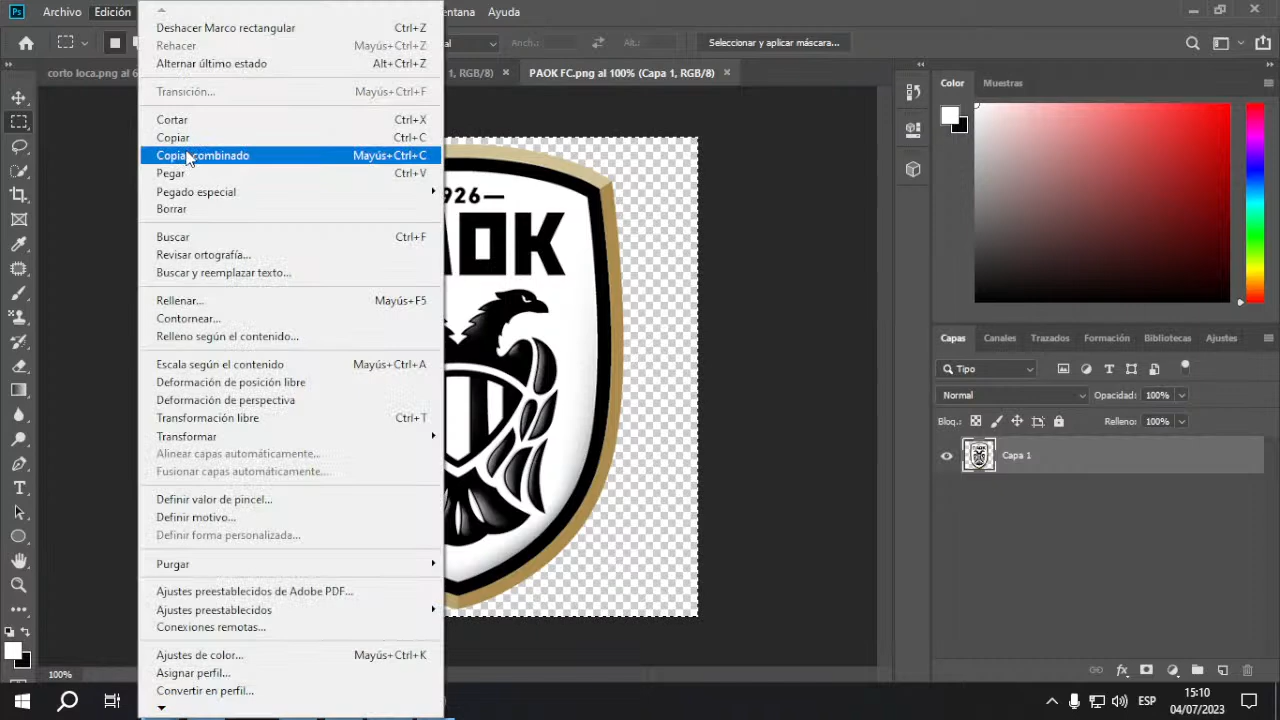 Ps Archivo Edición entana Ayuda
Deshacer Marco rectangular Ctrl+Z
Rehacer Mayús+Ctrl+Z
Alternar último estado Alt+Ctrl+Z
Transición... Mayús+Ctrl+F
Cortar Ctrl+X
Copiar Ctrl+C
Copiar combinado Mayús+Ctrl+C
Pegar Ctrl+V
Pegado especial
Borrar
Buscar Ctrl+F
Revisar ortografía...
Buscar y reemplazar texto...
Rellenar... Mayús+F5
Contornear...
Relleno según el contenido...
Escala según el contenido Mayús+Ctrl+A
Deformación de posición libre
Deformación de perspectiva
Transformación libre Ctrl+T
Transformar
Alinear capas automáticamente...
Fusionar capas automáticamente...
Definir valor de pincel...
Definir motivo...
Definir forma personalizada...
Purgar
Ajustes preestablecidos de Adobe PDF...
Ajustes preestablecidos
Conexiones remotas...
Ajustes de color... Mayús+Ctrl+K
Asignar perfil...
Convertir en perfil...
al Anch.: Alt.: Seleccionar y aplicar máscara...
corto loca.png al 6 1, RGB/8) × PAOK FC.png al 100% (Capa 1, RGB/8) ×
926—
AOK
100%
Color Muestras
Capas Canales Trazados Formación Bibliotecas Ajustes
Tipo
Normal Opacidad: 100%
Bloq.: Relleno: 100%
Capa 1
fx
ESP
15:10
04/07/2023